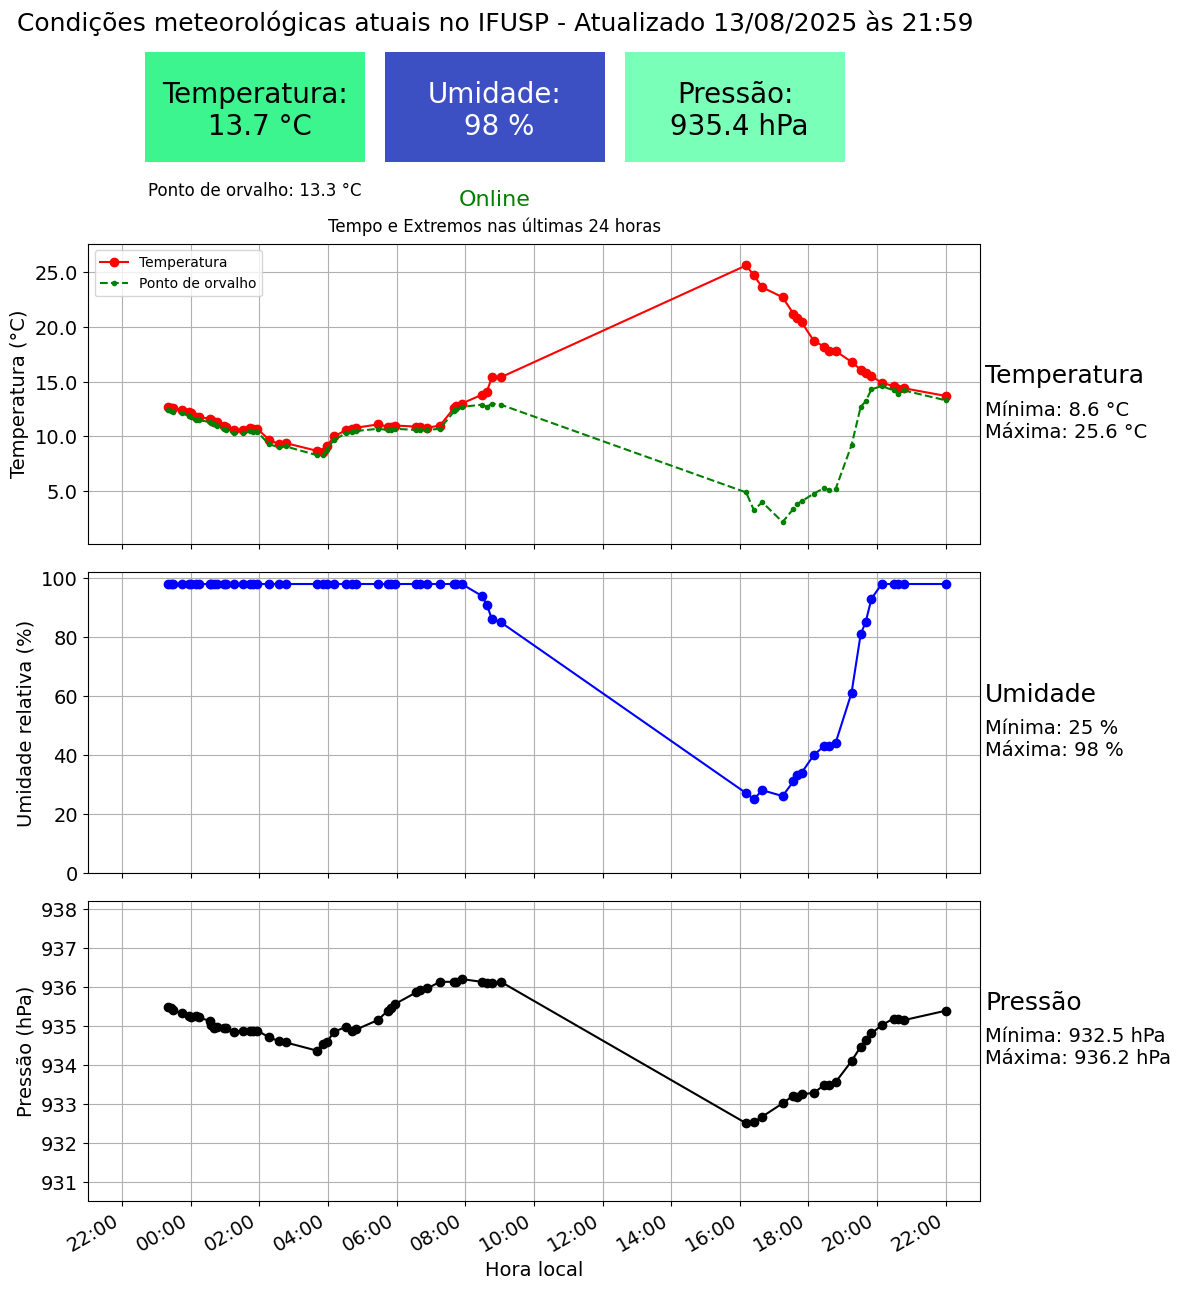 Condições meteorológicas atuais no IFUSP - Atualizado 13/08/2025 às 21:59
Temperatura:
13.7 °C
Umidade:
98 %
Pressão:
935.4 hPa
Ponto de orvalho: 13.3 °C
Online
Tempo e Extremos nas últimas 24 horas
Temperatura
Ponto de orvalho
Temperatura (°C)
25.0
20.0
15.0
10.0
5.0
Temperatura
Mínima: 8.6 °C
Máxima: 25.6 °C
Umidade relativa (%)
100
80
60
40
20
0
Umidade
Mínima: 25 %
Máxima: 98 %
Pressão (hPa)
938
937
936
935
934
933
932
931
Pressão
Mínima: 932.5 hPa
Máxima: 936.2 hPa
22:00
00:00
02:00
04:00
06:00
08:00
10:00
12:00
14:00
16:00
18:00
20:00
22:00
Hora local